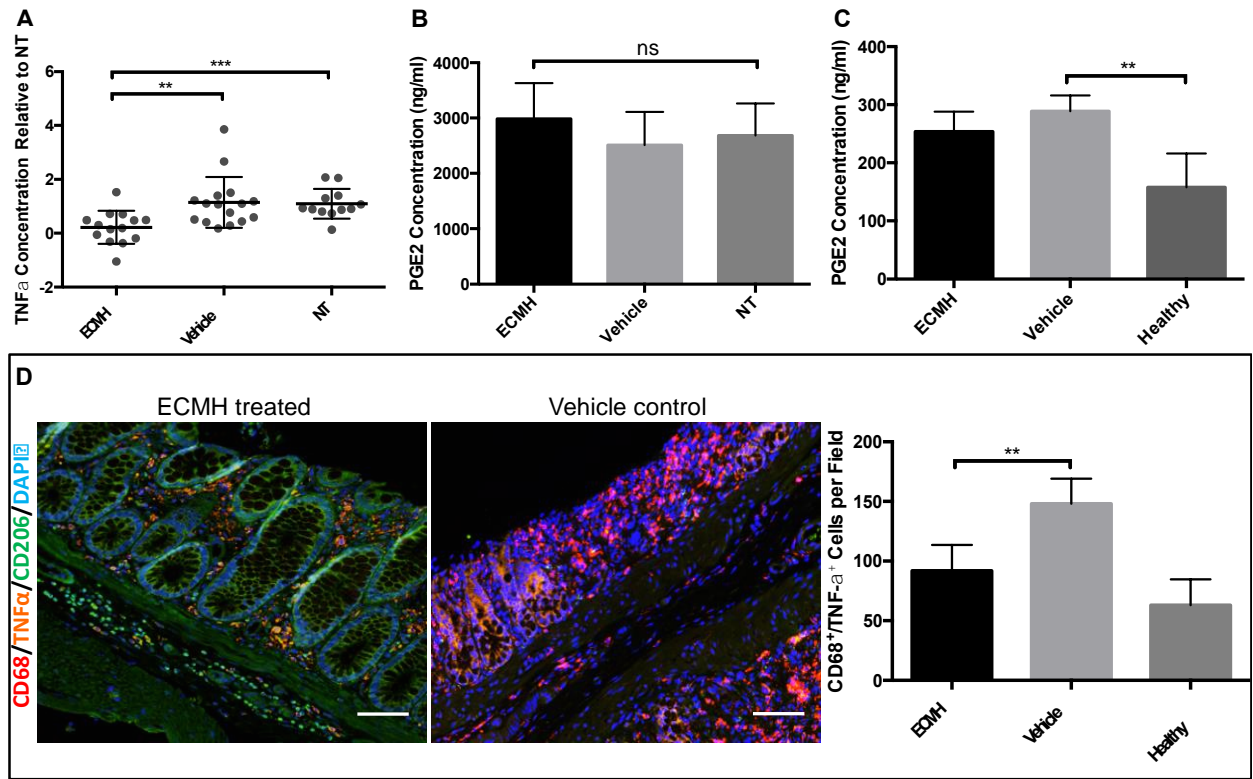 A
TNFa Concentration Relative to NT
6
4
2
0
-2
***
**
ECMH
Vehicle
NT
B
PGE2 Concentration (ng/ml)
4000
3000
2000
1000
0
ns
ECMH
Vehicle
NT
C
PGE2 Concentration (ng/ml)
400
300
200
100
0
**
ECMH
Vehicle
Healthy
D
CD68/TNFα/CD206/DAPI
ECMH treated
Vehicle control
CD68⁺/TNF-a⁺ Cells per Field
200
150
100
50
0
**
ECMH
Vehicle
Healthy